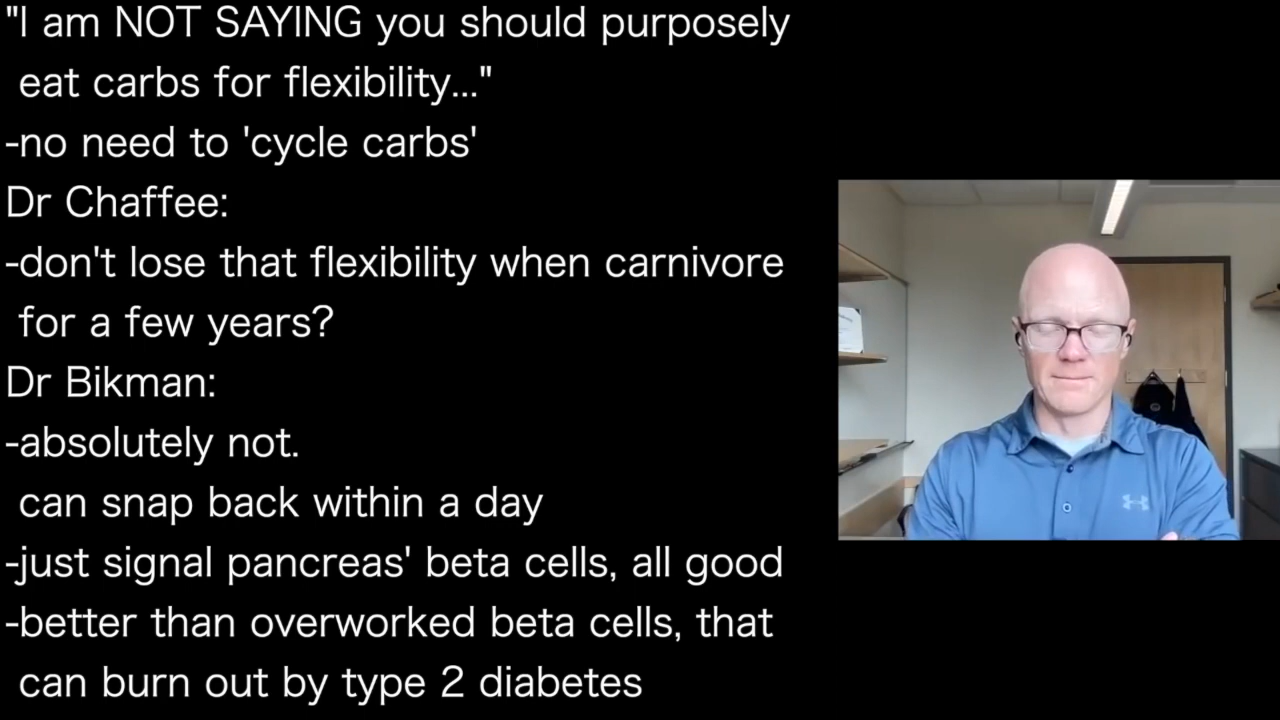 "I am NOT SAYING you should purposely
eat carbs for flexibility..."
-no need to 'cycle carbs'
Dr Chaffee:
-don't lose that flexibility when carnivore
for a few years?
Dr Bikman:
-absolutely not.
can snap back within a day
-just signal pancreas' beta cells, all good
-better than overworked beta cells, that
can burn out by type 2 diabetes